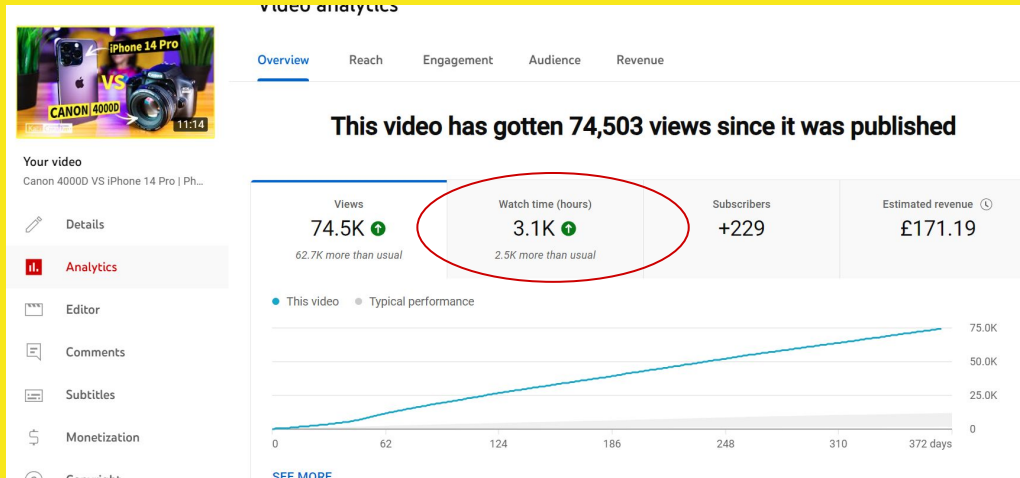 Video analytics
iPhone 14 Pro
VS
CANON 4000D
11:14
Your video
Canon 4000D VS iPhone 14 Pro | Ph...
Details
Analytics
Editor
Comments
Subtitles
Monetization
Copyright
Overview
Reach
Engagement
Audience
Revenue
This video has gotten 74,503 views since it was published
Views
74.5K
62.7K more than usual
Watch time (hours)
3.1K
2.5K more than usual
Subscribers
+229
Estimated revenue
£171.19
This video
Typical performance
75.0K
50.0K
25.0K
0
0
62
124
186
248
310
372 days
SEE MORE